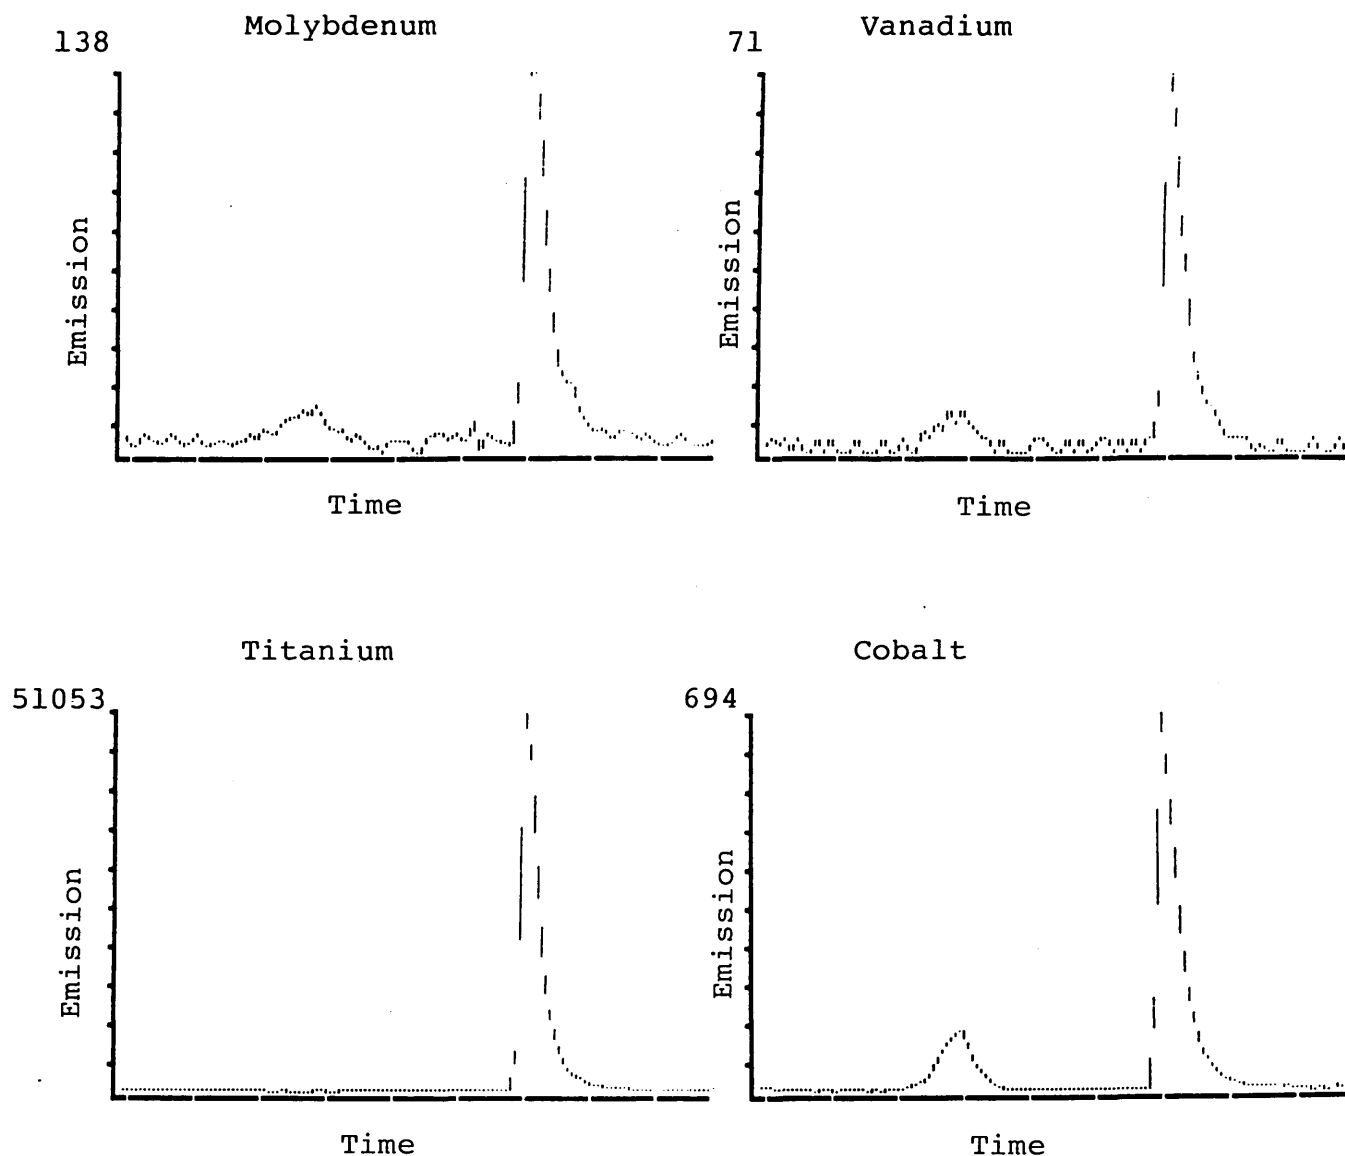 Molybdenum
138
Emission
Time
Vanadium
71
Emission
Time
Titanium
51053
Emission
Time
Cobalt
694
Emission
Time